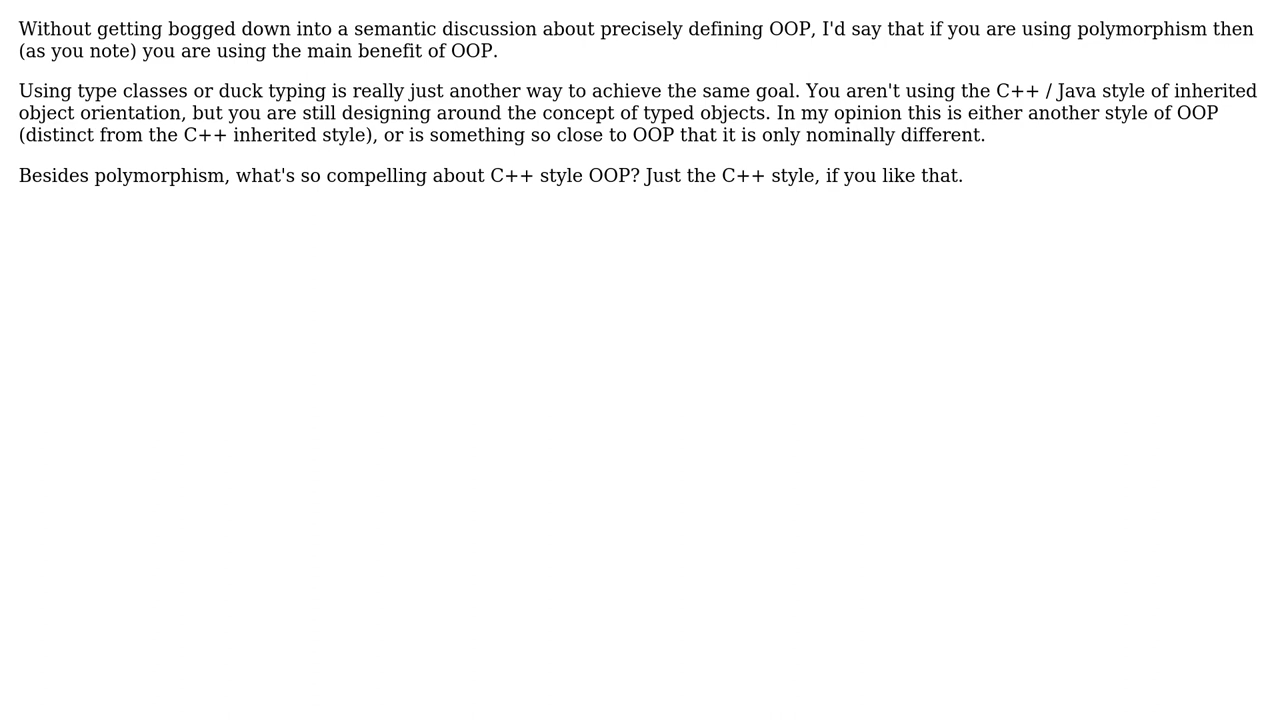 Without getting bogged down into a semantic discussion about precisely defining OOP, I'd say that if you are using polymorphism then
(as you note) you are using the main benefit of OOP.
Using type classes or duck typing is really just another way to achieve the same goal. You aren't using the C++ / Java style of inherited
object orientation, but you are still designing around the concept of typed objects. In my opinion this is either another style of OOP
(distinct from the C++ inherited style), or is something so close to OOP that it is only nominally different.
Besides polymorphism, what's so compelling about C++ style OOP? Just the C++ style, if you like that.